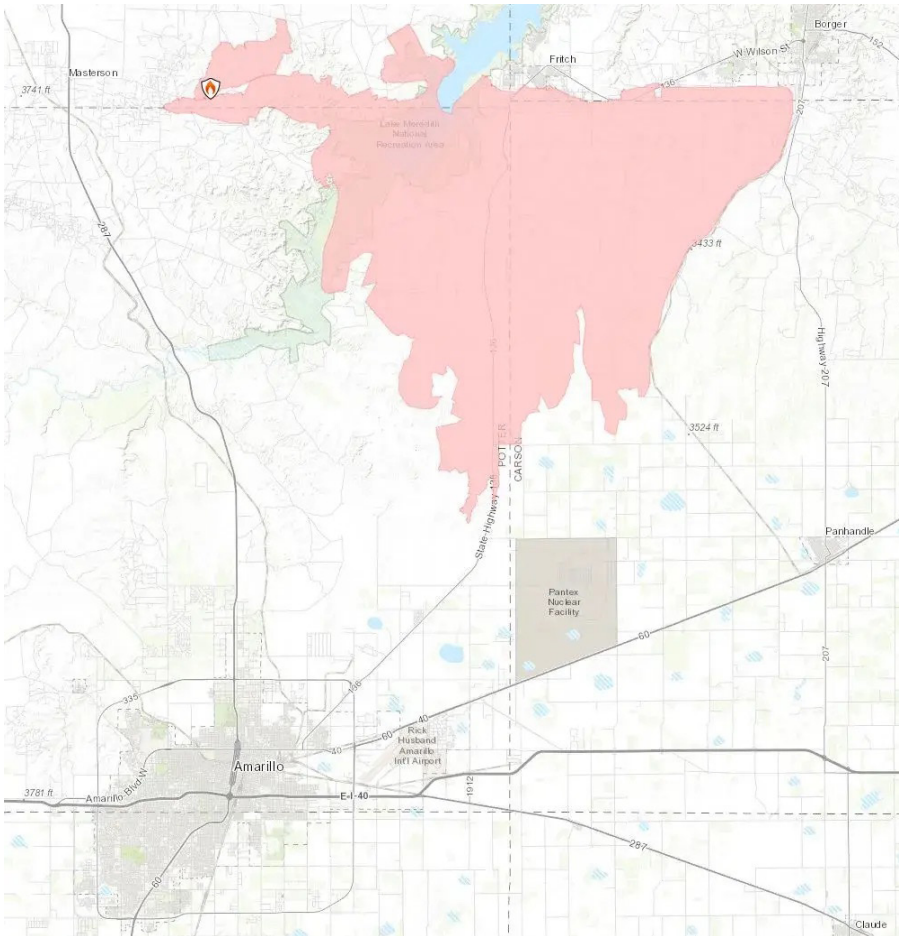 Borger
W Wilson St
152
Fritch
Masterson
3741 ft
136
207
Lake Meredith
National
Recreation Area
287
3433 ft
136
Highway 207
3524 ft
POTTER
CARSON
State Highway 136
Panhandle
Pantex
Nuclear
Facility
60
207
335
136
40
60
Rick
Husband
Amarillo
Int'l Airport
40
Amarillo
1912
3781 ft
Amarillo Blvd W
E-I-40
287
60
Claude